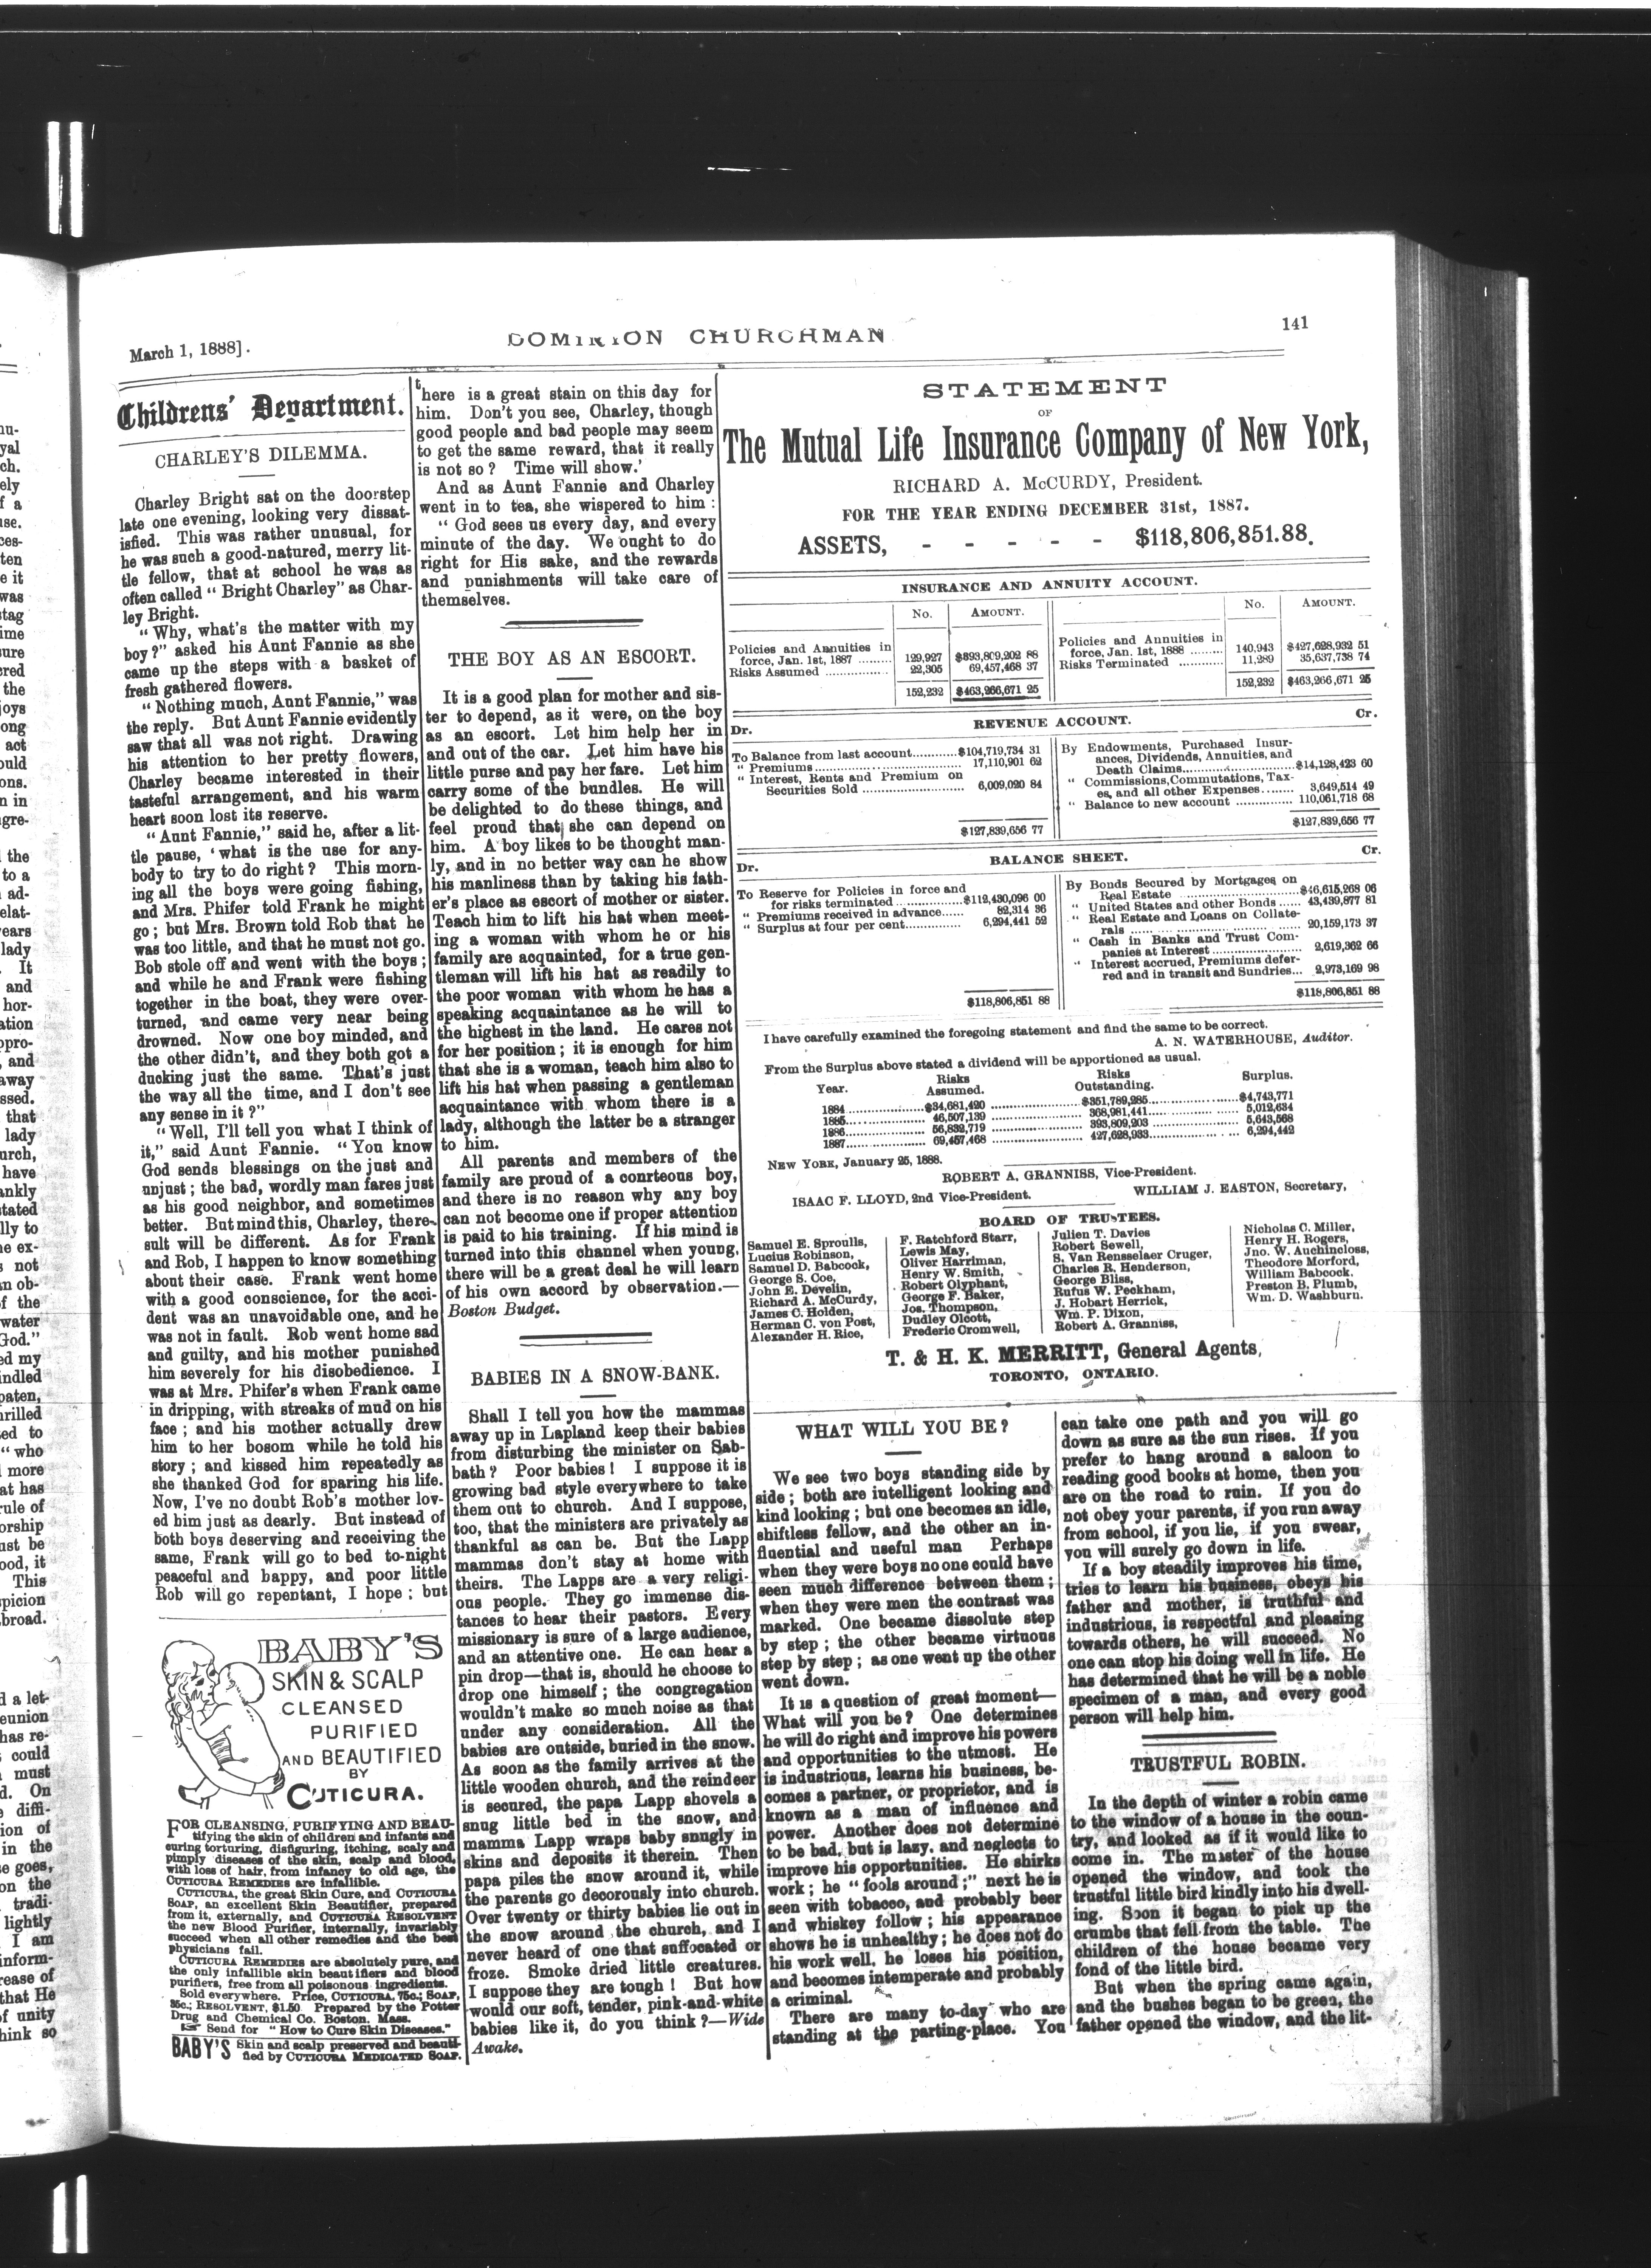 March 1, 1888].
DOMINION CHURCHMAN
141
Childrens' Department.
CHARLEY'S DILEMMA.
Charley Bright sat on the doorstep
late one evening, looking very dissat-
isfied. This was rather unusual, for
he was such a good-natured, merry lit-
tle fellow, that at school he was as
often called "Bright Charley" as Char-
ley Bright.
"Why, what's the matter with my
boy?" asked his Aunt Fannie as she
came up the steps with a basket of
fresh gathered flowers.
"Nothing much, Aunt Fannie," was
the reply. But Aunt Fannie evidently
saw that all was not right. Drawing
his attention to her pretty flowers,
Charley became interested in their
tasteful arrangement, and his warm
heart soon lost its reserve.
"Aunt Fannie," said he, after a lit-
tle pause, 'what is the use for any-
body to try to do right? This morn-
ing all the boys were going fishing,
and Mrs. Phifer told Frank he might
go; but Mrs. Brown told Rob that he
was too little, and that he must not go.
Bob stole off and went with the boys;
and while he and Frank were fishing
together in the boat, they were over-
turned, and came very near being
drowned. Now one boy minded, and
the other didn't, and they both got a
ducking just the same. That's just
the way all the time, and I don't see
any sense in it?"
"Well, I'll tell you what I think of
it," said Aunt Fannie. "You know
God sends blessings on the just and
unjust; the bad, wordly man fares just
as his good neighbor, and sometimes
better. But mind this, Charley, there-
sult will be different. As for Frank
and Rob, I happen to know something
about their case. Frank went home
with a good conscience, for the acci-
dent was an unavoidable one, and he
was not in fault. Rob went home sad
and guilty, and his mother punished
him severely for his disobedience. I
was at Mrs. Phifer's when Frank came
in dripping, with streaks of mud on his
face; and his mother actually drew
him to her bosom while he told his
story; and kissed him repeatedly as
she thanked God for sparing his life.
Now, I've no doubt Rob's mother lov-
ed him just as dearly. But instead of
both boys deserving and receiving the
same, Frank will go to bed to-night
peaceful and happy, and poor little
Rob will go repentant, I hope; but
BABY'S
SKIN & SCALP
CLEANSED
PURIFIED
AND BEAUTIFIED
BY
CUTICURA.
FOR CLEANSING, PURIFYING AND BEAU-
tifying the skin of children and infants and
curing torturing, disfiguring, itching, scaly and
pimply diseases of the skin, scalp and blood,
with loss of hair, from infancy to old age, the
CUTICURA REMEDIES are infallible.
CUTICURA, the great Skin Cure, and CUTICURA
SOAP, an excellent Skin Beautifier, prepared
from it, externally, and CUTICURA RESOLVENT
the new Blood Purifier, internally, invariably
succeed when all other remedies and the best
physicians fail.
CUTICURA REMEDIES are absolutely pure, and
the only infallible skin beautifiers and blood
purifiers, free from all poisonous ingredients.
Sold everywhere. Price, CUTICURA, 75c.; SOAP,
35c.; RESOLVENT, $1.50. Prepared by the Potter
Drug and Chemical Co. Boston. Mass.
☞ Send for "How to Cure Skin Diseases."
BABY'S Skin and scalp preserved and beauti-
fied by CUTICURA MEDICATED SOAP.
there is a great stain on this day for
him. Don't you see, Charley, though
good people and bad people may seem
to get the same reward, that it really
is not so? Time will show.'
And as Aunt Fannie and Charley
went in to tea, she wispered to him:
"God sees us every day, and every
minute of the day. We ought to do
right for His sake, and the rewards
and punishments will take care of
themselves.
THE BOY AS AN ESCORT.
It is a good plan for mother and sis-
ter to depend, as it were, on the boy
as an escort. Let him help her in
and out of the car. Let him have his
little purse and pay her fare. Let him
carry some of the bundles. He will
be delighted to do these things, and
feel proud that she can depend on
him. A boy likes to be thought man-
ly, and in no better way can he show
his manliness than by taking his fath-
er's place as escort of mother or sister.
Teach him to lift his hat when meet-
ing a woman with whom he or his
family are acquainted, for a true gen-
tleman will lift his hat as readily to
the poor woman with whom he has a
speaking acquaintance as he will to
the highest in the land. He cares not
for her position; it is enough for him
that she is a woman, teach him also to
lift his hat when passing a gentleman
acquaintance with whom there is a
lady, although the latter be a stranger
to him.
All parents and members of the
family are proud of a conrteous boy,
and there is no reason why any boy
can not become one if proper attention
is paid to his training. If his mind is
turned into this channel when young,
there will be a great deal he will learn
of his own accord by observation.—
Boston Budget.
BABIES IN A SNOW-BANK.
Shall I tell you how the mammas
away up in Lapland keep their babies
from disturbing the minister on Sab-
bath? Poor babies! I suppose it is
growing bad style everywhere to take
them out to church. And I suppose,
too, that the ministers are privately as
thankful as can be. But the Lapp
mammas don't stay at home with
theirs. The Lapps are a very religi-
ous people. They go immense dis-
tances to hear their pastors. Every
missionary is sure of a large audience,
and an attentive one. He can hear a
pin drop—that is, should he choose to
drop one himself; the congregation
wouldn't make so much noise as that
under any consideration. All the
babies are outside, buried in the snow.
As soon as the family arrives at the
little wooden church, and the reindeer
is secured, the papa Lapp shovels a
snug little bed in the snow, and
mamma Lapp wraps baby snugly in
skins and deposits it therein. Then
papa piles the snow around it, while
the parents go decorously into church.
Over twenty or thirty babies lie out in
the snow around the church, and I
never heard of one that suffocated or
froze. Smoke dried little creatures.
I suppose they are tough! But how
would our soft, tender, pink-and-white
babies like it, do you think?—Wide
Awake.
STATEMENT
OF
The Mutual Life Insurance Company of New York,
RICHARD A. McCURDY, President.
FOR THE YEAR ENDING DECEMBER 31st, 1887.
ASSETS, - - - - - $118,806,851.88.
INSURANCE AND ANNUITY ACCOUNT.
No. AMOUNT. No. AMOUNT.
Policies and Annuities in
force, Jan. 1st, 1887 ......... 129,927 $393,809,202 88
Risks Assumed ............... 22,305 69,457,468 37
152,232 $463,266,671 25
Policies and Annuities in
force, Jan. 1st, 1888 ........ 140,943 $427,628,932 51
Risks Terminated ........... 11,289 35,637,738 74
152,232 $463,266,671 25
REVENUE ACCOUNT.
Dr. Cr.
To Balance from last account...........$104,719,734 31
" Premiums.................... 17,110,901 62
" Interest, Rents and Premium on
Securities Sold .............. 6,009,020 84
$127,839,656 77
By Endowments, Purchased Insur-
ances, Dividends, Annuities, and
Death Claims............$14,128,423 60
" Commissions, Commutations, Tax-
es, and all other Expenses........ 3,649,514 49
" Balance to new account .............. 110,061,718 68
$127,839,656 77
BALANCE SHEET.
Dr. Cr.
To Reserve for Policies in force and
for risks terminated .............$112,430,096 00
" Premiums received in advance...... 82,314 36
" Surplus at four per cent............. 6,294,441 52
$118,806,851 88
By Bonds Secured by Mortgages on
Real Estate ...............$46,615,268 06
" United States and other Bonds ...... 43,439,877 81
" Real Estate and Loans on Collate-
rals ............ 20,159,173 37
" Cash in Banks and Trust Com-
panies at Interest .............. 2,619,362 66
" Interest accrued, Premiums defer-
red and in transit and Sundries... 2,973,169 98
$118,806,851 88
I have carefully examined the foregoing statement and find the same to be correct.
A. N. WATERHOUSE, Auditor.
From the Surplus above stated a dividend will be apportioned as usual.
Year. Risks Assumed. Risks Outstanding. Surplus.
1884............$34,681,420 ............$351,789,285............$4,743,771
1885............ 46,507,139 ............ 368,981,441............ 5,012,634
1886............ 56,832,719 ............ 393,809,203............ 5,643,568
1887............ 69,457,468 ............ 427,628,933............ 6,294,442
NEW YORK, January 25, 1888.
ROBERT A. GRANNISS, Vice-President.
ISAAC F. LLOYD, 2nd Vice-President.
WILLIAM J. EASTON, Secretary,
BOARD OF TRUSTEES.
Samuel E. Sproulls,
Lucius Robinson,
Samuel D. Babcock,
George S. Coe,
John E. Develin,
Richard A. McCurdy,
James C. Holden,
Herman C. von Post,
Alexander H. Rice,
F. Ratchford Starr,
Lewis May,
Oliver Harriman,
Henry W. Smith,
Robert Olyphant,
George F. Baker,
Jos. Thompson,
Dudley Olcott,
Frederic Cromwell,
Julien T. Davies
Robert Sewell,
S. Van Rensselaer Cruger,
Charles R. Henderson,
George Bliss,
Rufus W. Peckham,
J. Hobart Herrick,
Wm. P. Dixon,
Robert A. Granniss,
Nicholas C. Miller,
Henry H. Rogers,
Jno. W. Auchincloss,
Theodore Morford,
William Babcock,
Preston B. Plumb,
Wm. D. Washburn.
T. & H. K. MERRITT, General Agents,
TORONTO, ONTARIO.
WHAT WILL YOU BE?
We see two boys standing side by
side; both are intelligent looking and
kind looking; but one becomes an idle,
shiftless fellow, and the other an in-
fluential and useful man Perhaps
when they were boys no one could have
seen much difference between them;
when they were men the contrast was
marked. One became dissolute step
by step; the other became virtuous
step by step; as one went up the other
went down.
It is a question of great moment—
What will you be? One determines
he will do right and improve his powers
and opportunities to the utmost. He
is industrious, learns his business, be-
comes a partner, or proprietor, and is
known as a man of influence and
power. Another does not determine
to be bad, but is lazy, and neglects to
improve his opportunities. He shirks
work; he "fools around;" next he is
seen with tobacco, and probably beer
and whiskey follow; his appearance
shows he is unhealthy; he does not do
his work well, he loses his position,
and becomes intemperate and probably
a criminal.
There are many to-day who are
standing at the parting-place. You
can take one path and you will go
down as sure as the sun rises. If you
prefer to hang around a saloon to
reading good books at home, then you
are on the road to ruin. If you do
not obey your parents, if you run away
from school, if you lie, if you swear,
you will surely go down in life.
If a boy steadily improves his time,
tries to learn his business, obeys his
father and mother, is truthful and
industrious, is respectful and pleasing
towards others, he will succeed. No
one can stop his doing well in life. He
has determined that he will be a noble
specimen of a man, and every good
person will help him.
TRUSTFUL ROBIN.
In the depth of winter a robin came
to the window of a house in the coun-
try, and looked as if it would like to
come in. The master of the house
opened the window, and took the
trustful little bird kindly into his dwell-
ing. Soon it began to pick up the
crumbs that fell from the table. The
children of the house became very
fond of the little bird.
But when the spring came again,
and the bushes began to be green, the
father opened the window, and the lit-